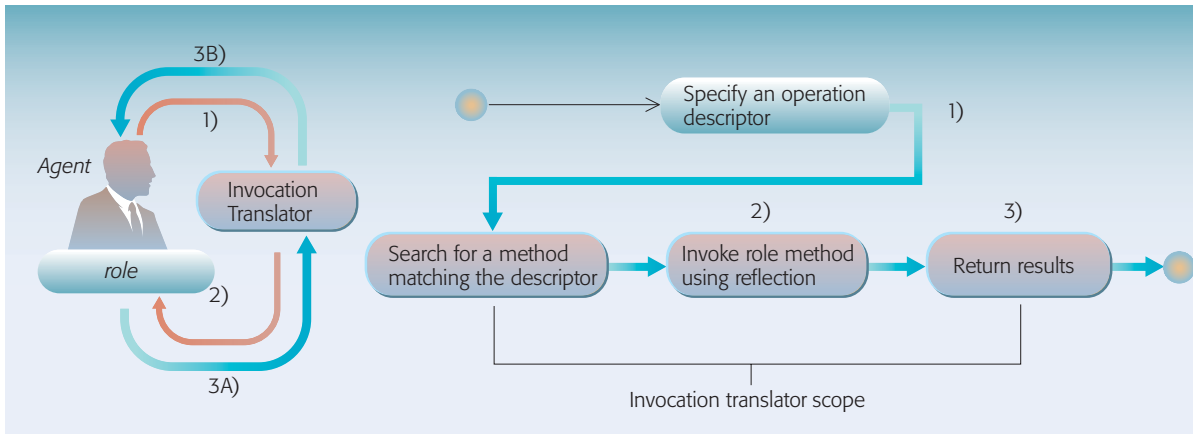 3B)
1)
Agent
Invocation
Translator
role
2)
3A)
Specify an operation
descriptor
1)
2)
3)
Search for a method
matching the descriptor
Invoke role method
using reflection
Return results
Invocation translator scope